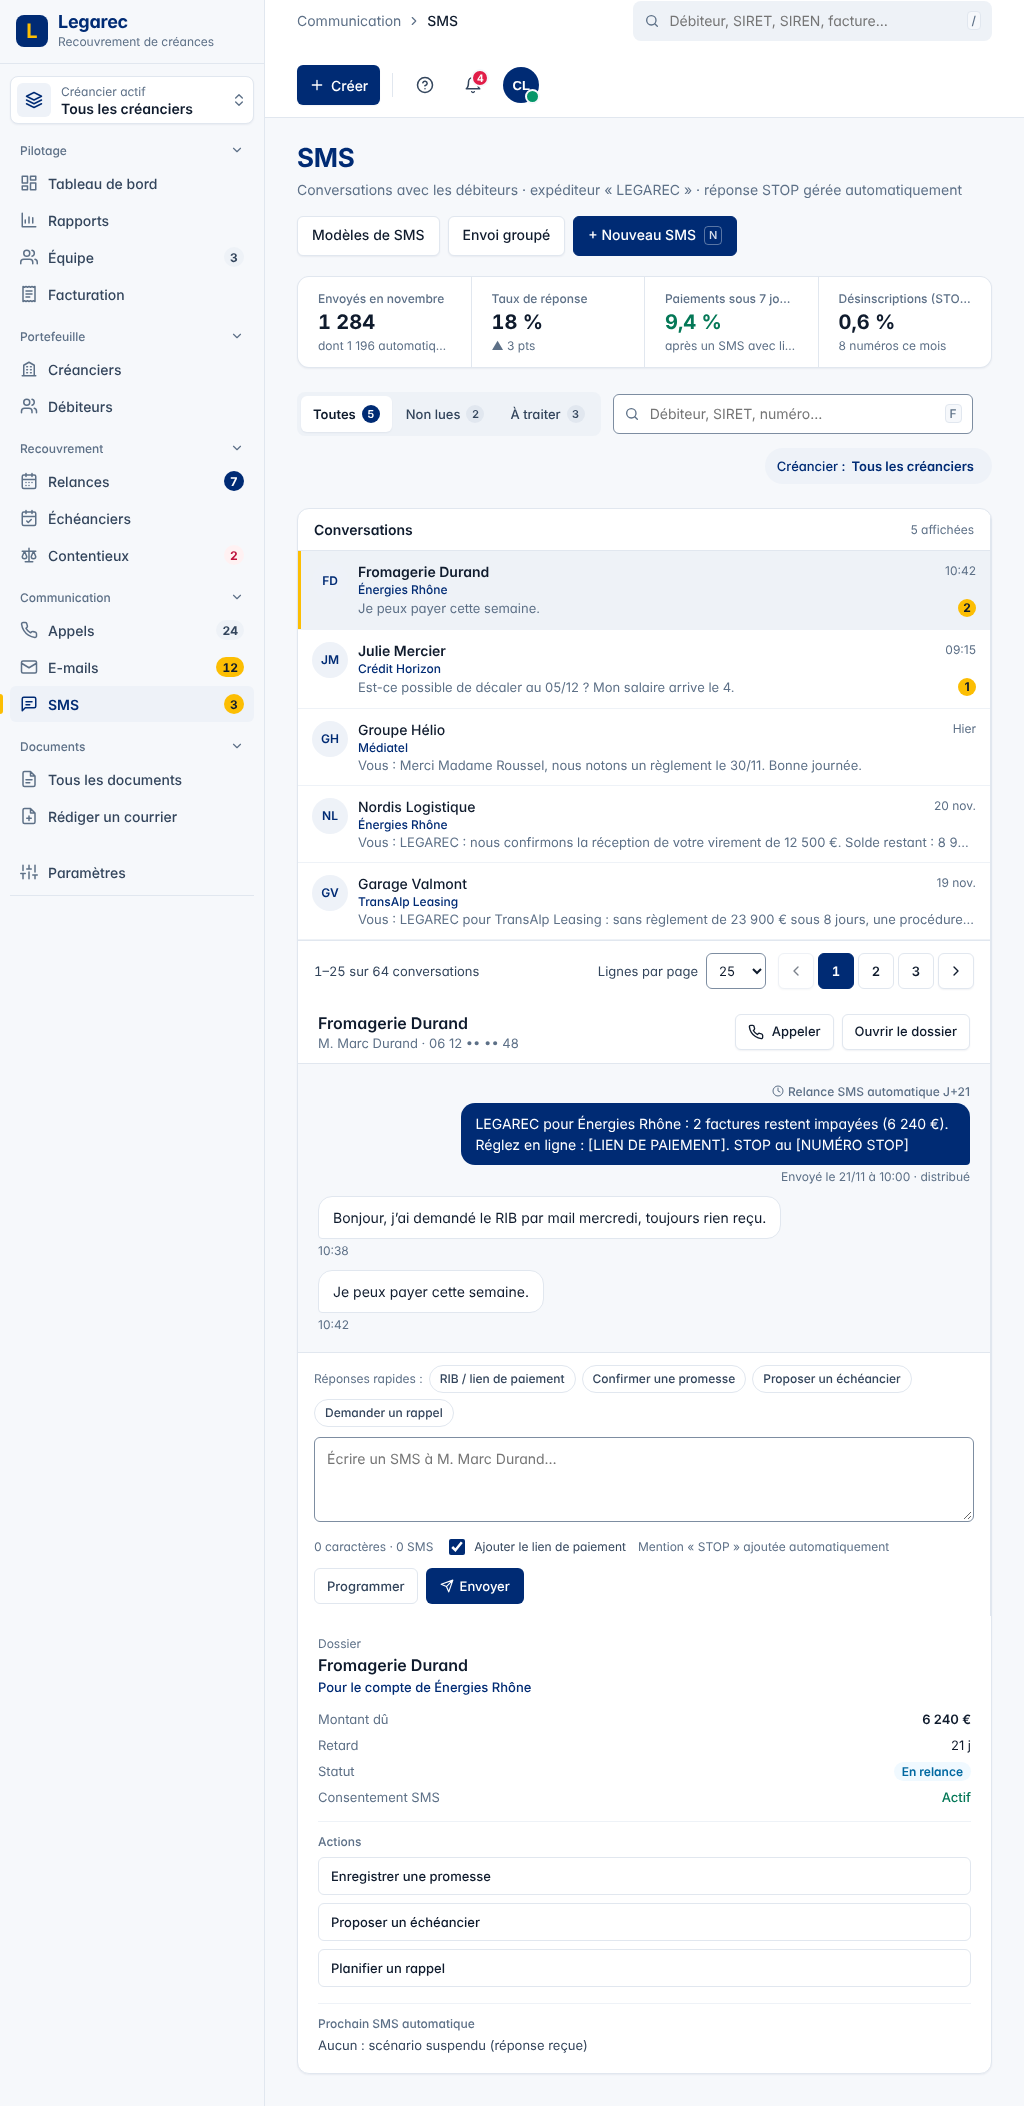 Legarec
Recouvrement de créances
Créancier actif
Tous les créanciers
Pilotage
Tableau de bord
Rapports
Équipe 3
Facturation
Portefeuille
Créanciers
Débiteurs
Recouvrement
Relances 7
Échéanciers
Contentieux 2
Communication
Appels 24
E-mails 12
SMS 3
Documents
Tous les documents
Rédiger un courrier
Paramètres
Communication > SMS
Débiteur, SIRET, SIREN, facture… /
+ Créer
4
CL
SMS
Conversations avec les débiteurs · expéditeur « LEGAREC » · réponse STOP gérée automatiquement
Modèles de SMS
Envoi groupé
+ Nouveau SMS N
Envoyés en novembre
1 284
dont 1 196 automatiq…
Taux de réponse
18 %
▲ 3 pts
Paiements sous 7 jo…
9,4 %
après un SMS avec li…
Désinscriptions (STO…
0,6 %
8 numéros ce mois
Toutes 5
Non lues 2
À traiter 3
Débiteur, SIRET, numéro… F
Créancier : Tous les créanciers
Conversations 5 affichées
FD
Fromagerie Durand 10:42
Énergies Rhône
Je peux payer cette semaine. 2
JM
Julie Mercier 09:15
Crédit Horizon
Est-ce possible de décaler au 05/12 ? Mon salaire arrive le 4. 1
GH
Groupe Hélio Hier
Médiatel
Vous : Merci Madame Roussel, nous notons un règlement le 30/11. Bonne journée.
NL
Nordis Logistique 20 nov.
Énergies Rhône
Vous : LEGAREC : nous confirmons la réception de votre virement de 12 500 €. Solde restant : 8 9…
GV
Garage Valmont 19 nov.
TransAlp Leasing
Vous : LEGAREC pour TransAlp Leasing : sans règlement de 23 900 € sous 8 jours, une procédure…
1–25 sur 64 conversations Lignes par page 25 1 2 3
Fromagerie Durand
M. Marc Durand · 06 12 •• •• 48
Appeler
Ouvrir le dossier
Relance SMS automatique J+21
LEGAREC pour Énergies Rhône : 2 factures restent impayées (6 240 €).
Réglez en ligne : [LIEN DE PAIEMENT]. STOP au [NUMÉRO STOP]
Envoyé le 21/11 à 10:00 · distribué
Bonjour, j’ai demandé le RIB par mail mercredi, toujours rien reçu.
10:38
Je peux payer cette semaine.
10:42
Réponses rapides : RIB / lien de paiement Confirmer une promesse Proposer un échéancier
Demander un rappel
Écrire un SMS à M. Marc Durand…
0 caractères · 0 SMS Ajouter le lien de paiement Mention « STOP » ajoutée automatiquement
Programmer
Envoyer
Dossier
Fromagerie Durand
Pour le compte de Énergies Rhône
Montant dû 6 240 €
Retard 21 j
Statut En relance
Consentement SMS Actif
Actions
Enregistrer une promesse
Proposer un échéancier
Planifier un rappel
Prochain SMS automatique
Aucun : scénario suspendu (réponse reçue)